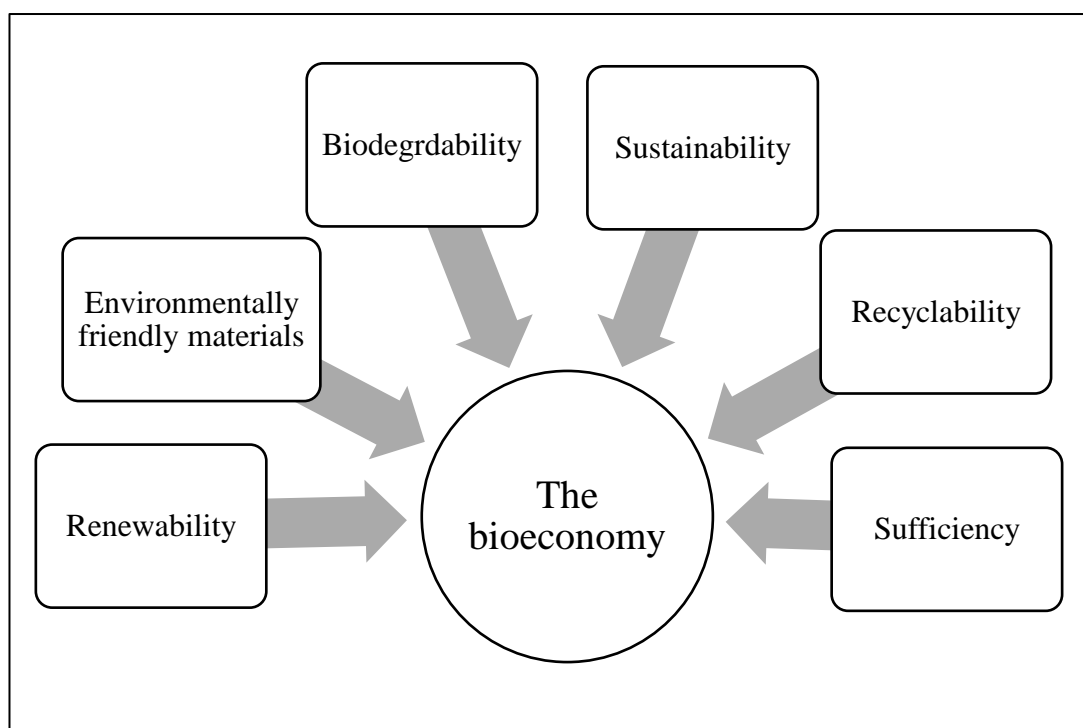 Biodegrdability
Sustainability
Environmentally
friendly materials
Recyclability
Renewability
The
bioeconomy
Sufficiency